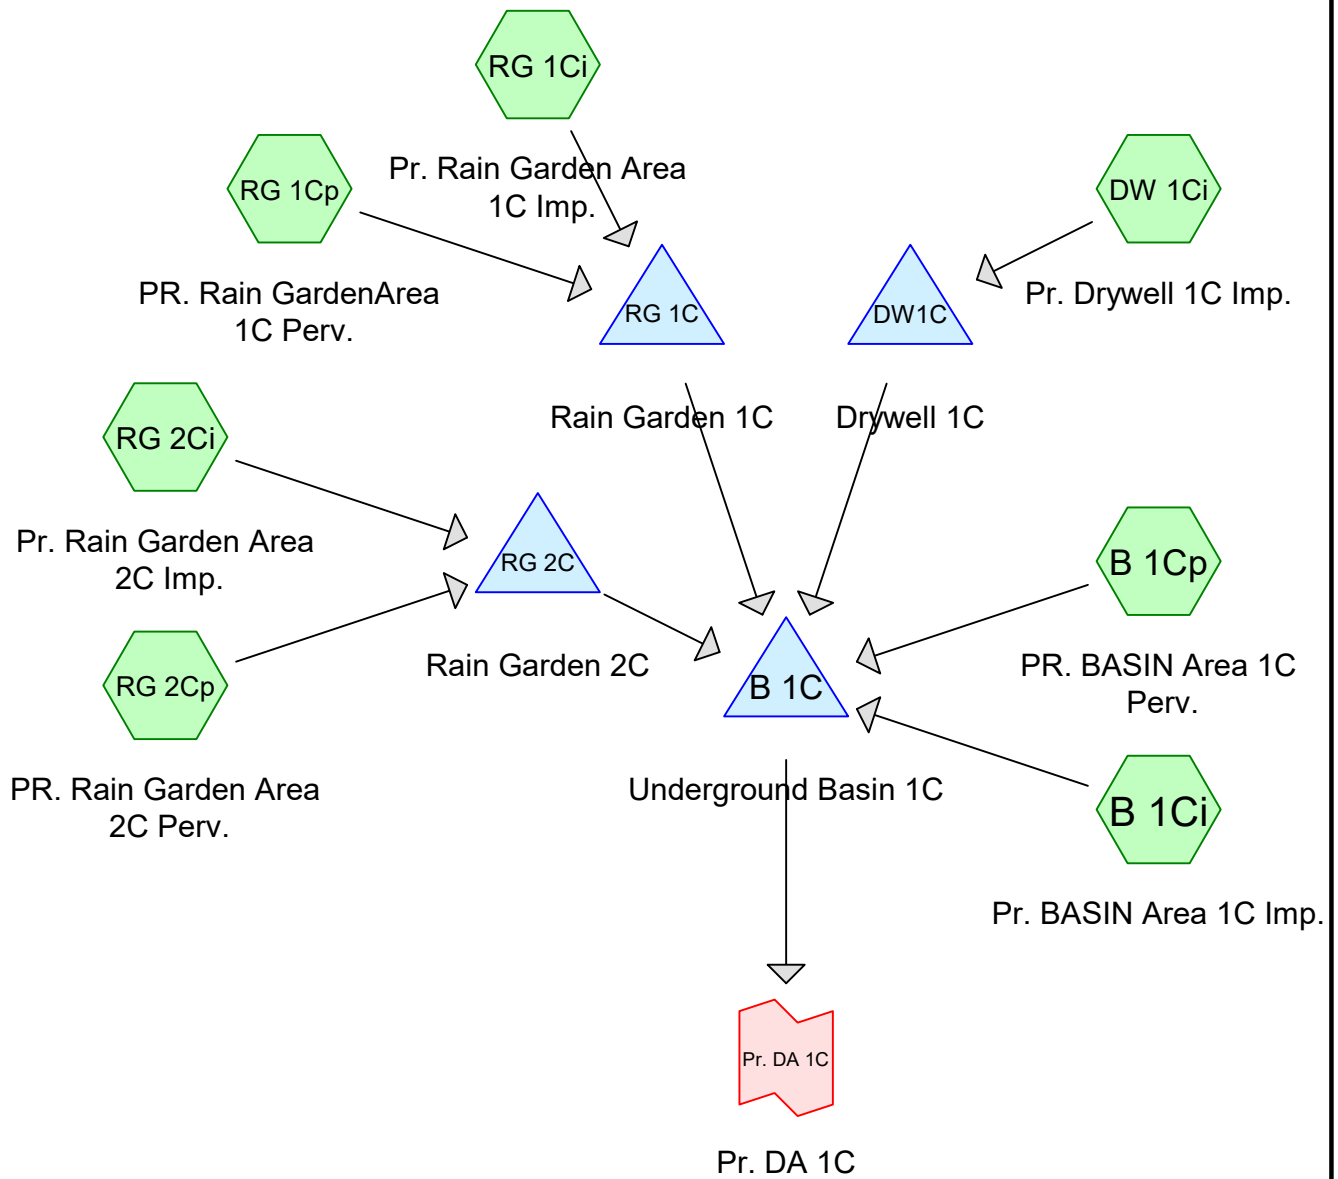 RG 1Ci
Pr. Rain Garden Area
1C Imp.
RG 1Cp
PR. Rain GardenArea
1C Perv.
DW 1Ci
Pr. Drywell 1C Imp.
RG 1C
Rain Garden 1C
DW1C
Drywell 1C
RG 2Ci
Pr. Rain Garden Area
2C Imp.
RG 2C
Rain Garden 2C
B 1Cp
PR. BASIN Area 1C
Perv.
RG 2Cp
PR. Rain Garden Area
2C Perv.
B 1C
Underground Basin 1C
B 1Ci
Pr. BASIN Area 1C Imp.
Pr. DA 1C
Pr. DA 1C